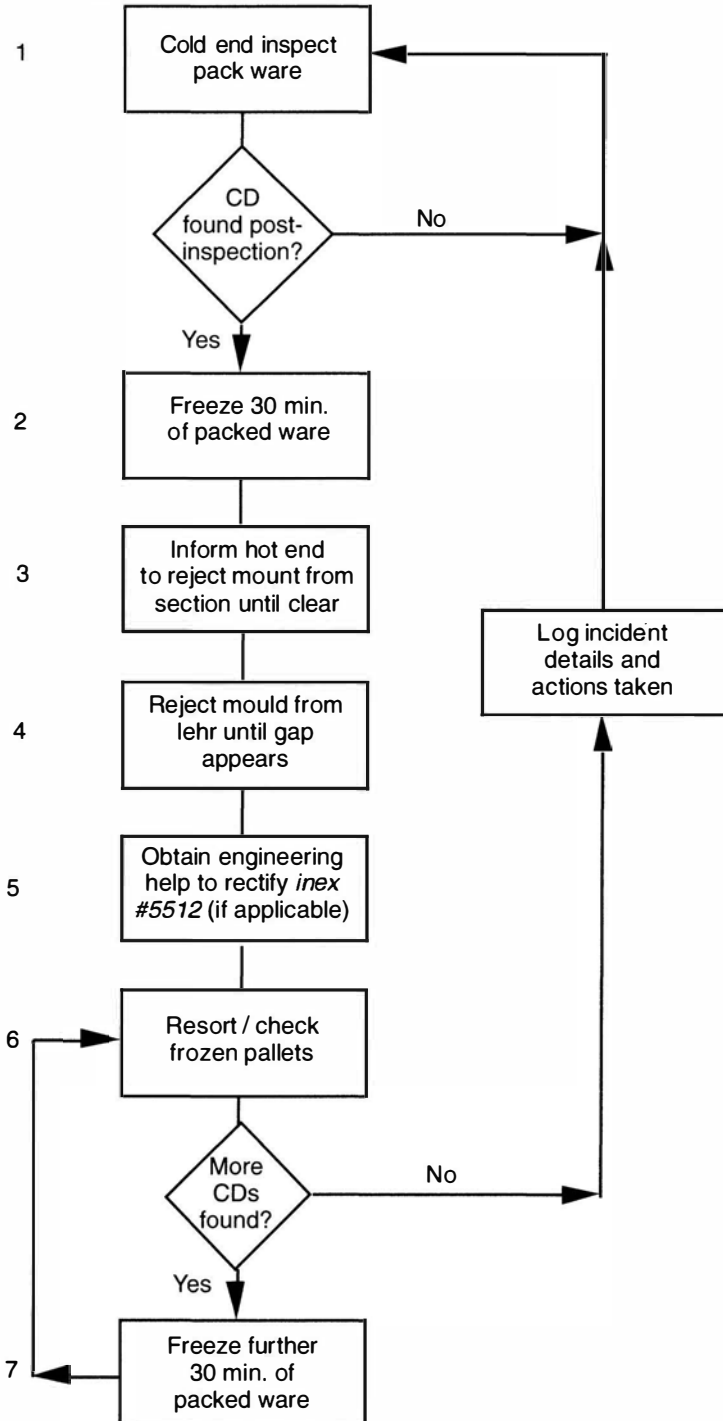 1
Cold end inspect
pack ware
CD
found post-
inspection?
No
Yes
2
Freeze 30 min.
of packed ware
3
Inform hot end
to reject mount from
section until clear
Log incident
details and
actions taken
4
Reject mould from
lehr until gap
appears
5
Obtain engineering
help to rectify inex
#5512 (if applicable)
6
Resort / check
frozen pallets
More
CDs
found?
No
Yes
7
Freeze further
30 min. of
packed ware